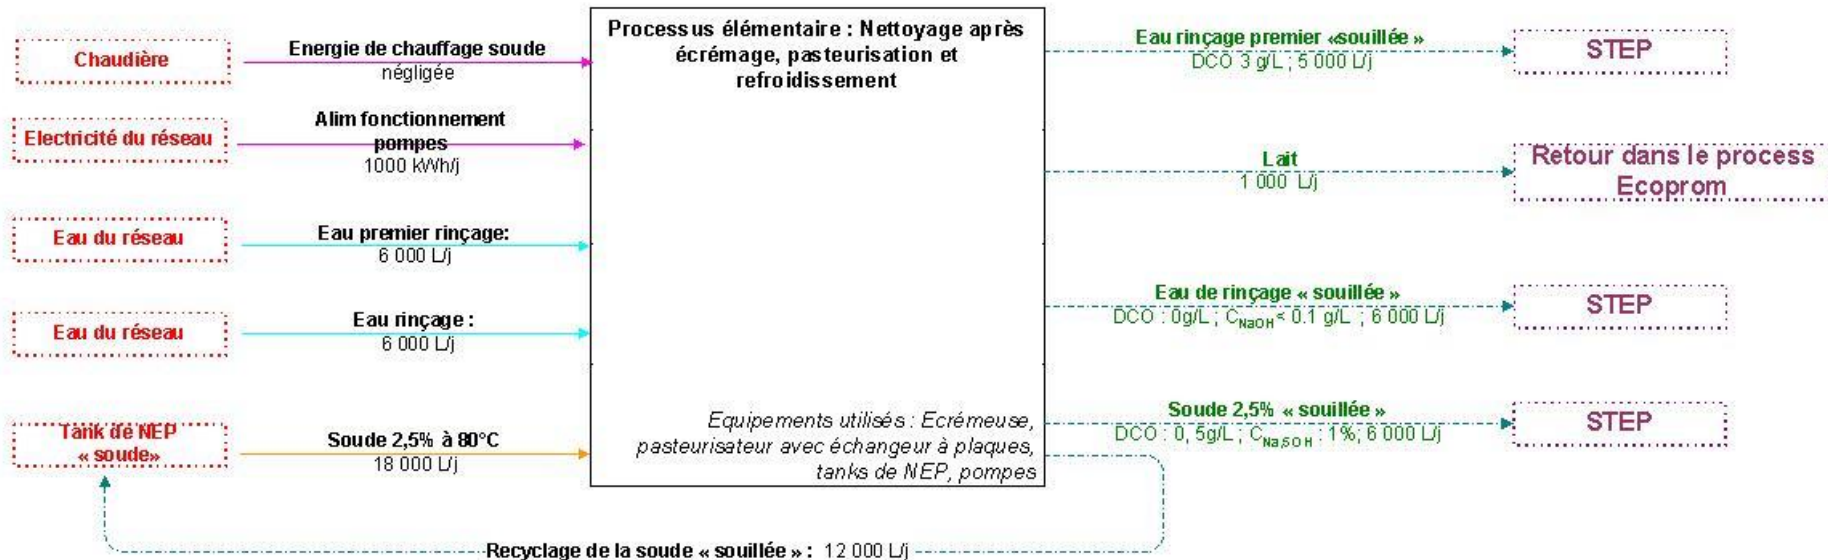 Processus élémentaire : Nettoyage après
écrémage, pasteurisation et
refroidissement
Chaudière
Energie de chauffage soude
négligée
Electricité du réseau
Alim fonctionnement
pompes
1000 kWh/j
Eau du réseau
Eau premier rinçage:
6 000 L/j
Eau du réseau
Eau rinçage :
6 000 L/j
Tank de NEP
« soude»
Soude 2,5% à 80°C
18 000 L/j
Equipements utilisés : Ecrémeuse,
pasteurisateur avec échangeur à plaques,
tanks de NEP, pompes
Eau rinçage premier «souillée »
DCO 3 g/L ; 5 000 L/j
STEP
Lait
1 000 L/j
Retour dans le process
Ecoprom
Eau de rinçage « souillée »
DCO : 0g/L ; CNaOH < 0.1 g/L ; 6 000 L/j
STEP
Soude 2,5% « souillée »
DCO : 0, 5g/L ; CNa,SOH : 1%; 6 000 L/j
STEP
Recyclage de la soude « souillée » : 12 000 L/j